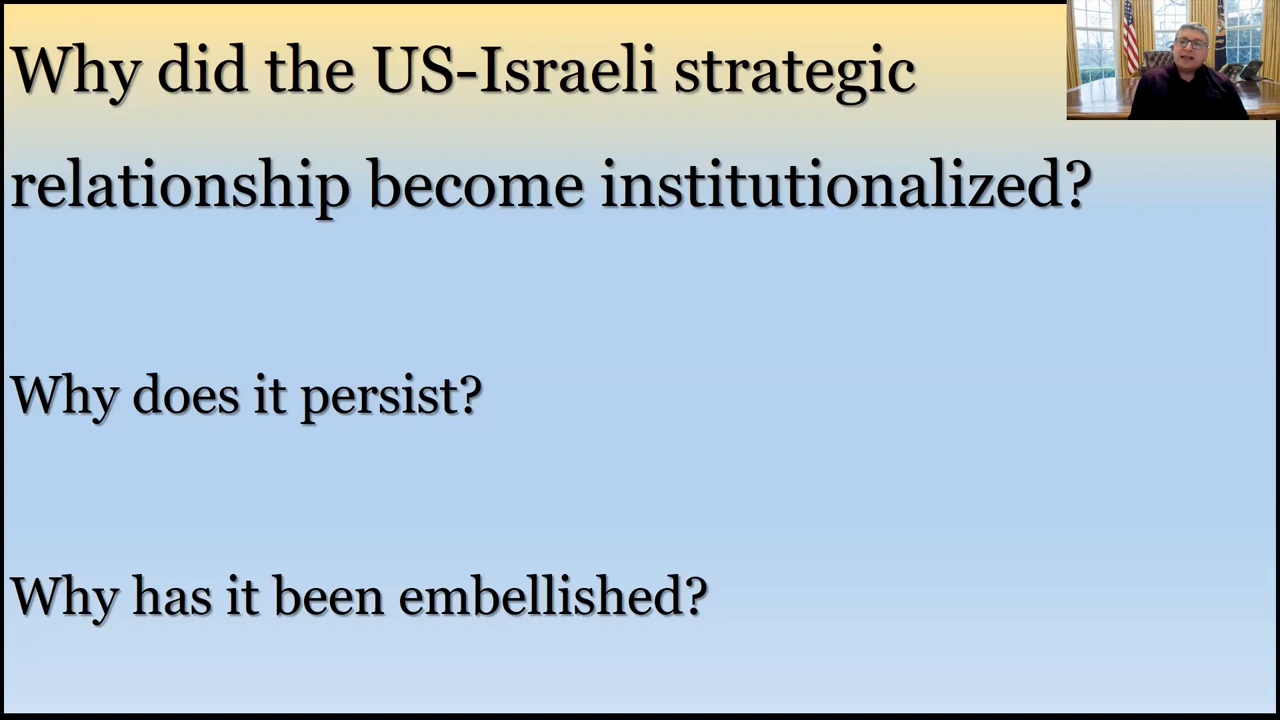 Why did the US-Israeli strategic
relationship become institutionalized?
Why does it persist?
Why has it been embellished?